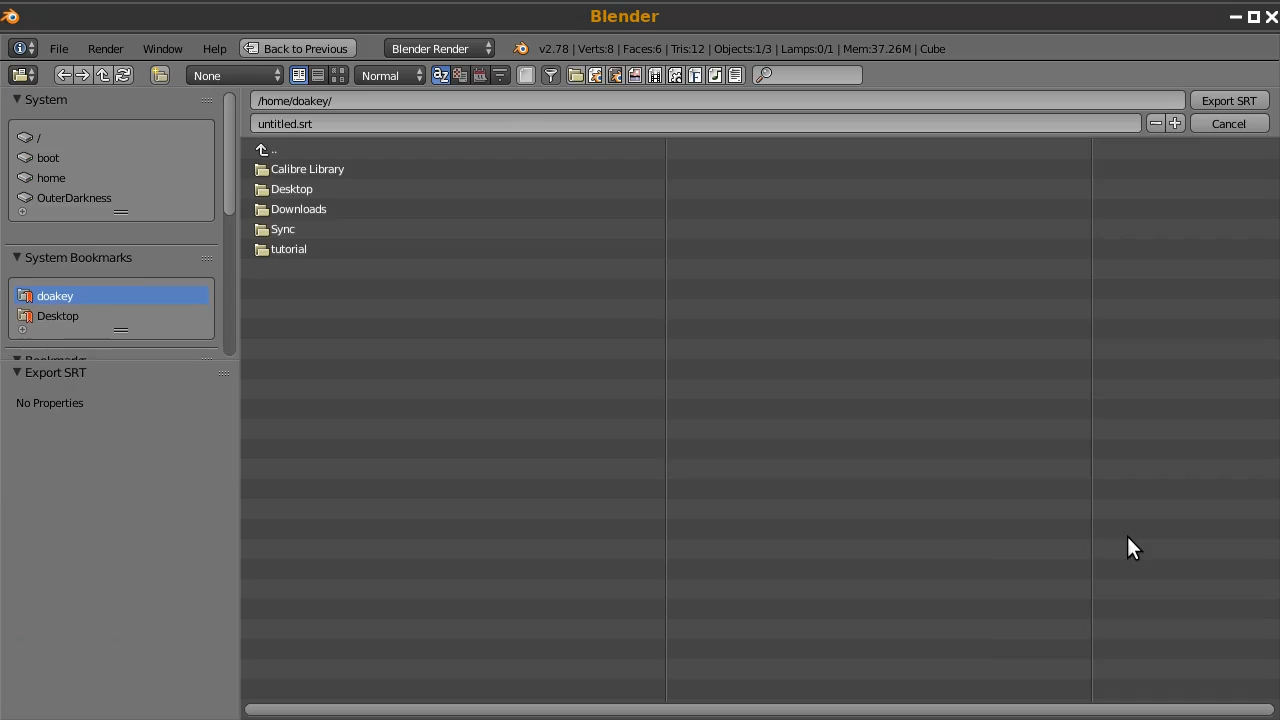 Blender
File Render Window Help Back to Previous Blender Render v2.78 | Verts:8 | Faces:6 | Tris:12 | Objects:1/3 | Lamps:0/1 | Mem:37.26M | Cube
None Normal
System
/
boot
home
OuterDarkness
System Bookmarks
doakey
Desktop
Bookmarks
Export SRT
No Properties
/home/doakey/ Export SRT
untitled.srt Cancel
..
Calibre Library
Desktop
Downloads
Sync
tutorial